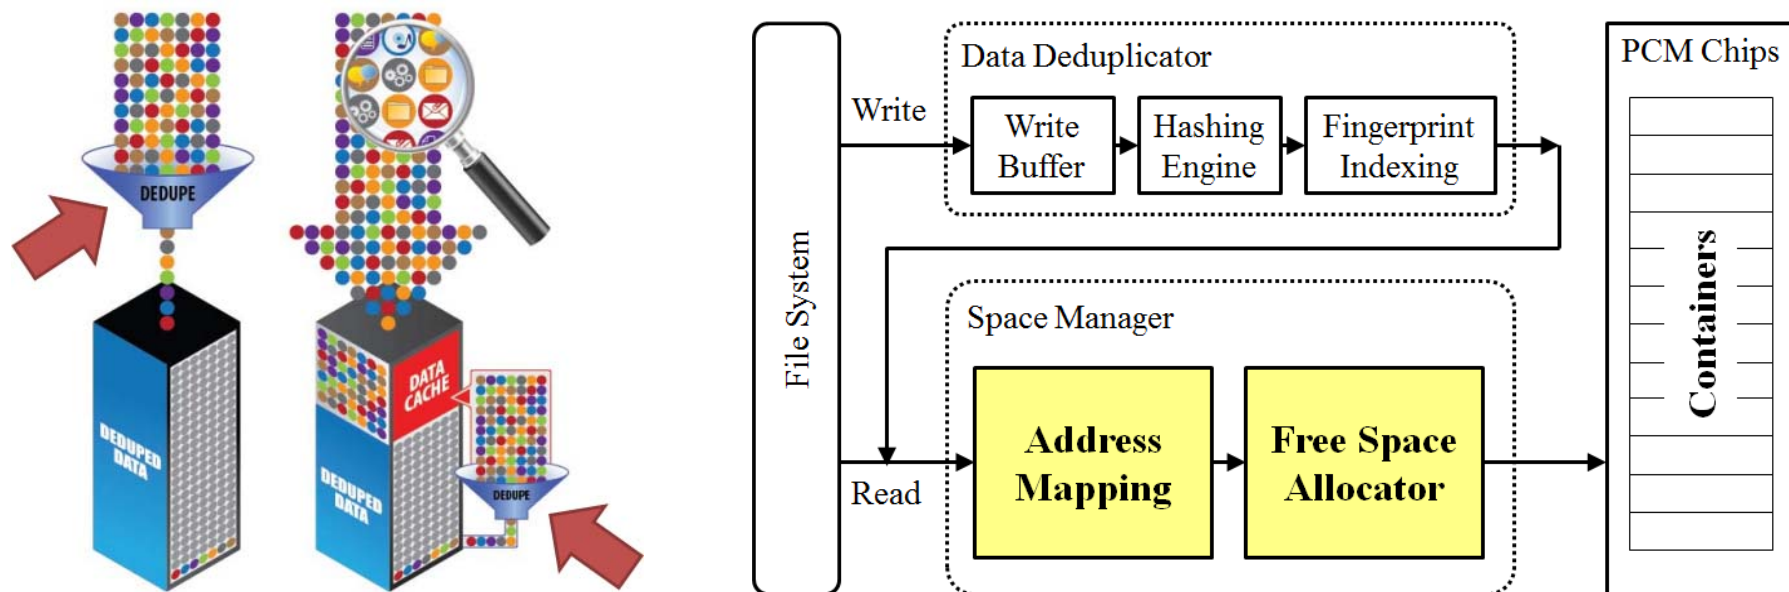 DEDUPE
DEDUPED
DATA
DATA
CACHE
DEDUPED
DATA
DEDUPE
File System
Write
Read
Data Deduplicator
Write
Buffer
Hashing
Engine
Fingerprint
Indexing
Space Manager
Address
Mapping
Free Space
Allocator
PCM Chips
Containers